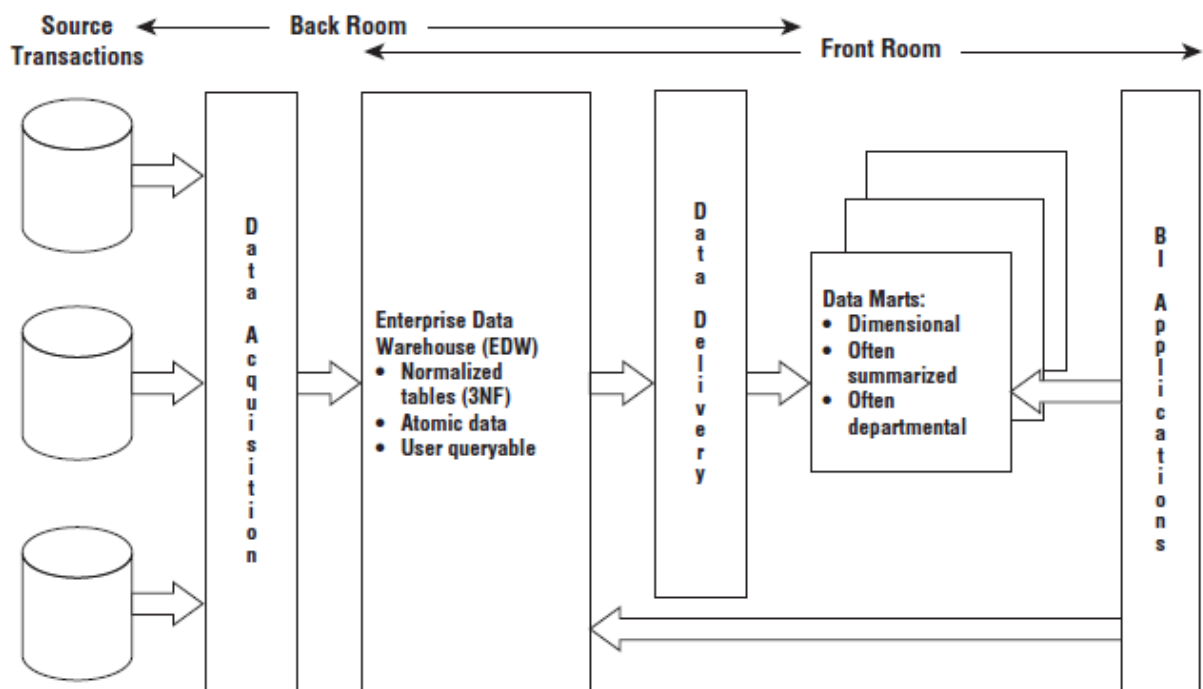 Source
Transactions
Back Room
Front Room
Data Acquisition
Enterprise Data
Warehouse (EDW)
• Normalized
tables (3NF)
• Atomic data
• User queryable
Data Delivery
Data Marts:
• Dimensional
• Often
summarized
• Often
departmental
BI Applications